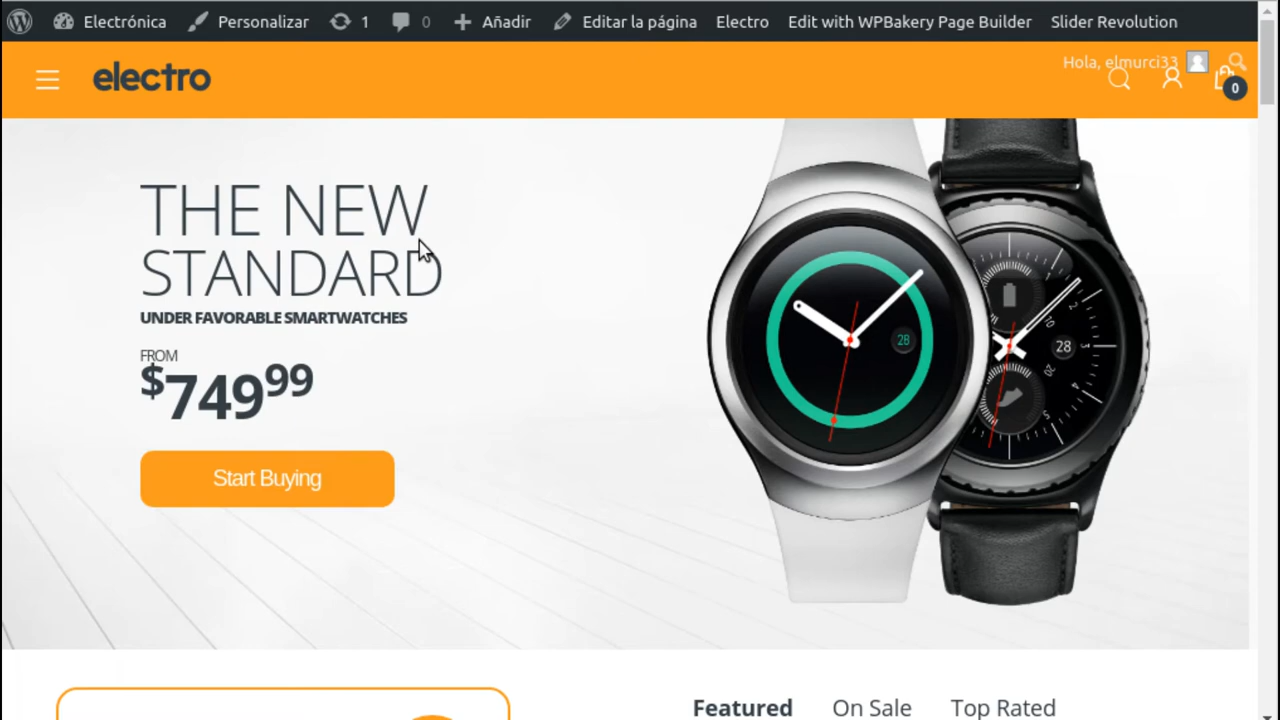 Electrónica Personalizar 1 0 Añadir Editar la página Electro Edit with WPBakery Page Builder Slider Revolution
Hola, elmurci33
electro
0
THE NEW
STANDARD
UNDER FAVORABLE SMARTWATCHES
FROM
$74999
Start Buying
28
28
Featured On Sale Top Rated